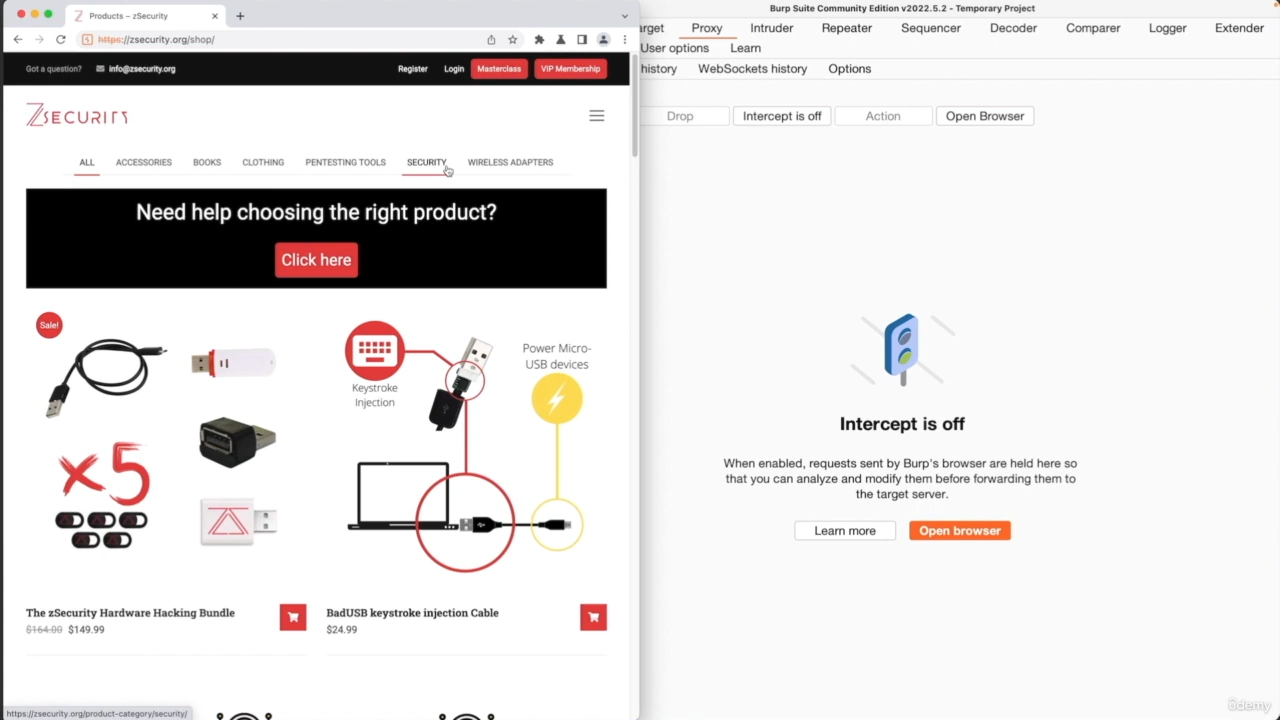 Products – zSecurity
https://zsecurity.org/shop/
Got a question?
info@zsecurity.org
Register
Login
Masterclass
VIP Membership
ZSECURITY
ALL
ACCESSORIES
BOOKS
CLOTHING
PENTESTING TOOLS
SECURITY
WIRELESS ADAPTERS
Need help choosing the right product?
Click here
Sale!
x5
Keystroke
Injection
Power Micro-
USB devices
The zSecurity Hardware Hacking Bundle
$164.00 $149.99
BadUSB keystroke injection Cable
$24.99
https://zsecurity.org/product-category/security/
Burp Suite Community Edition v2022.5.2 - Temporary Project
arget
Proxy
Intruder
Repeater
Sequencer
Decoder
Comparer
Logger
Extender
User options
Learn
history
WebSockets history
Options
Drop
Intercept is off
Action
Open Browser
Intercept is off
When enabled, requests sent by Burp's browser are held here so
that you can analyze and modify them before forwarding them to
the target server.
Learn more
Open browser
ûdemy